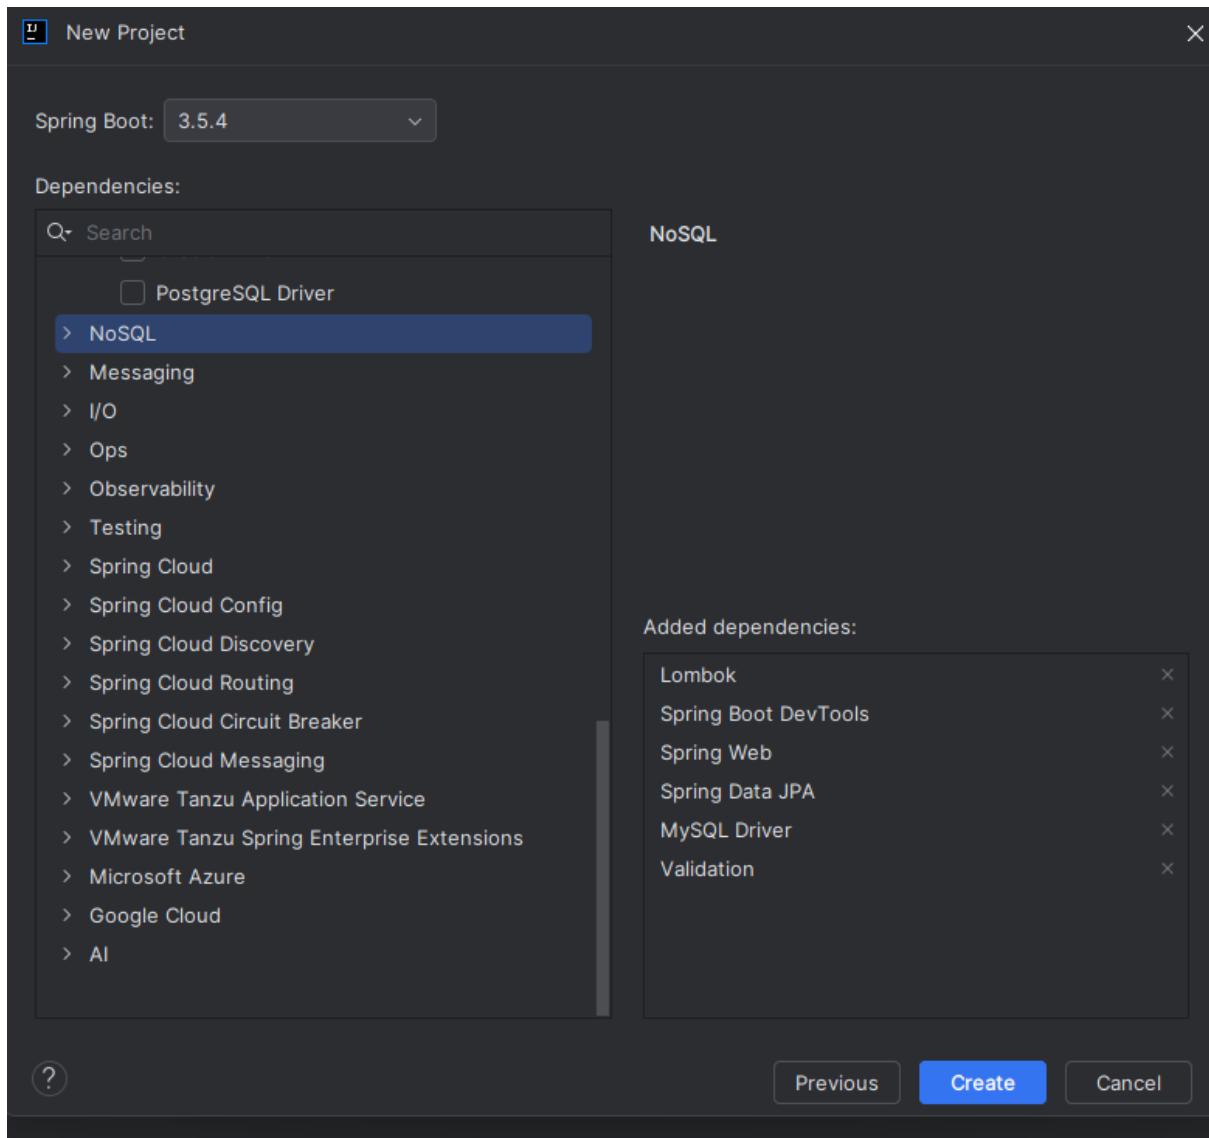 New Project
Spring Boot: 3.5.4
Dependencies:
Search
PostgreSQL Driver
NoSQL
Messaging
I/O
Ops
Observability
Testing
Spring Cloud
Spring Cloud Config
Spring Cloud Discovery
Spring Cloud Routing
Spring Cloud Circuit Breaker
Spring Cloud Messaging
VMware Tanzu Application Service
VMware Tanzu Spring Enterprise Extensions
Microsoft Azure
Google Cloud
AI
NoSQL
Added dependencies:
Lombok
Spring Boot DevTools
Spring Web
Spring Data JPA
MySQL Driver
Validation
?
Previous
Create
Cancel